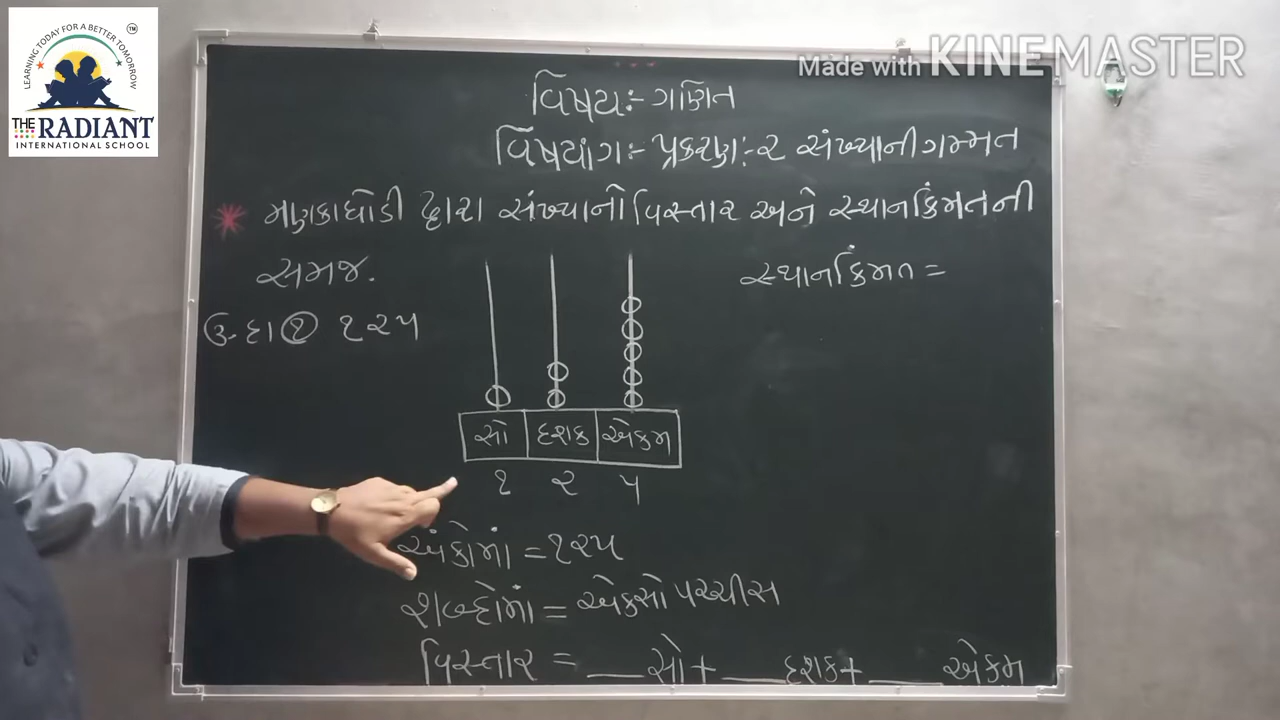 LEARNING TODAY FOR A BETTER TOMORROW
TM
THE RADIANT
INTERNATIONAL SCHOOL
Made with KINEMASTER
વિષય:- ગણિત
વિષયાંગ:- પ્રકરણ:-૨ સંખ્યાની ગમ્મત
* મણકાઘોડી દ્વારા સંખ્યાનો વિસ્તાર અને સ્થાનકિંમતની
સમજ.
સ્થાનકિંમત =
ઉ.દા ૧ ૧૨૫
સો દશક એકમ
૧ ૨ ૫
અંકોમાં = ૧૨૫
શબ્દોમાં = એકસો પચ્ચીસ
વિસ્તાર = ___ સો + ___ દશક + ___ એકમ